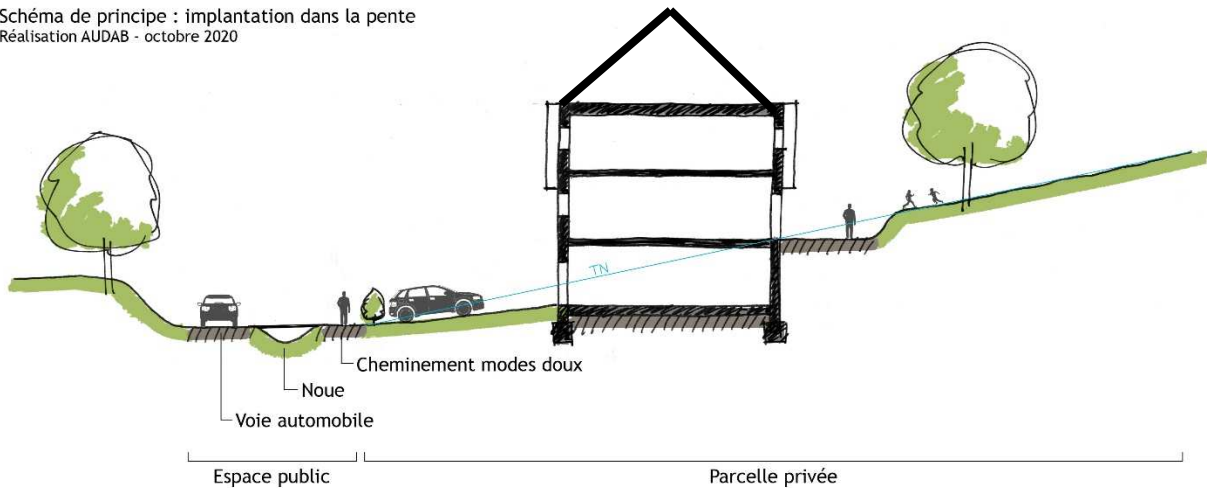 Schéma de principe : implantation dans la pente
Réalisation AUDAB - octobre 2020
TN
Cheminement modes doux
Noue
Voie automobile
Espace public
Parcelle privée